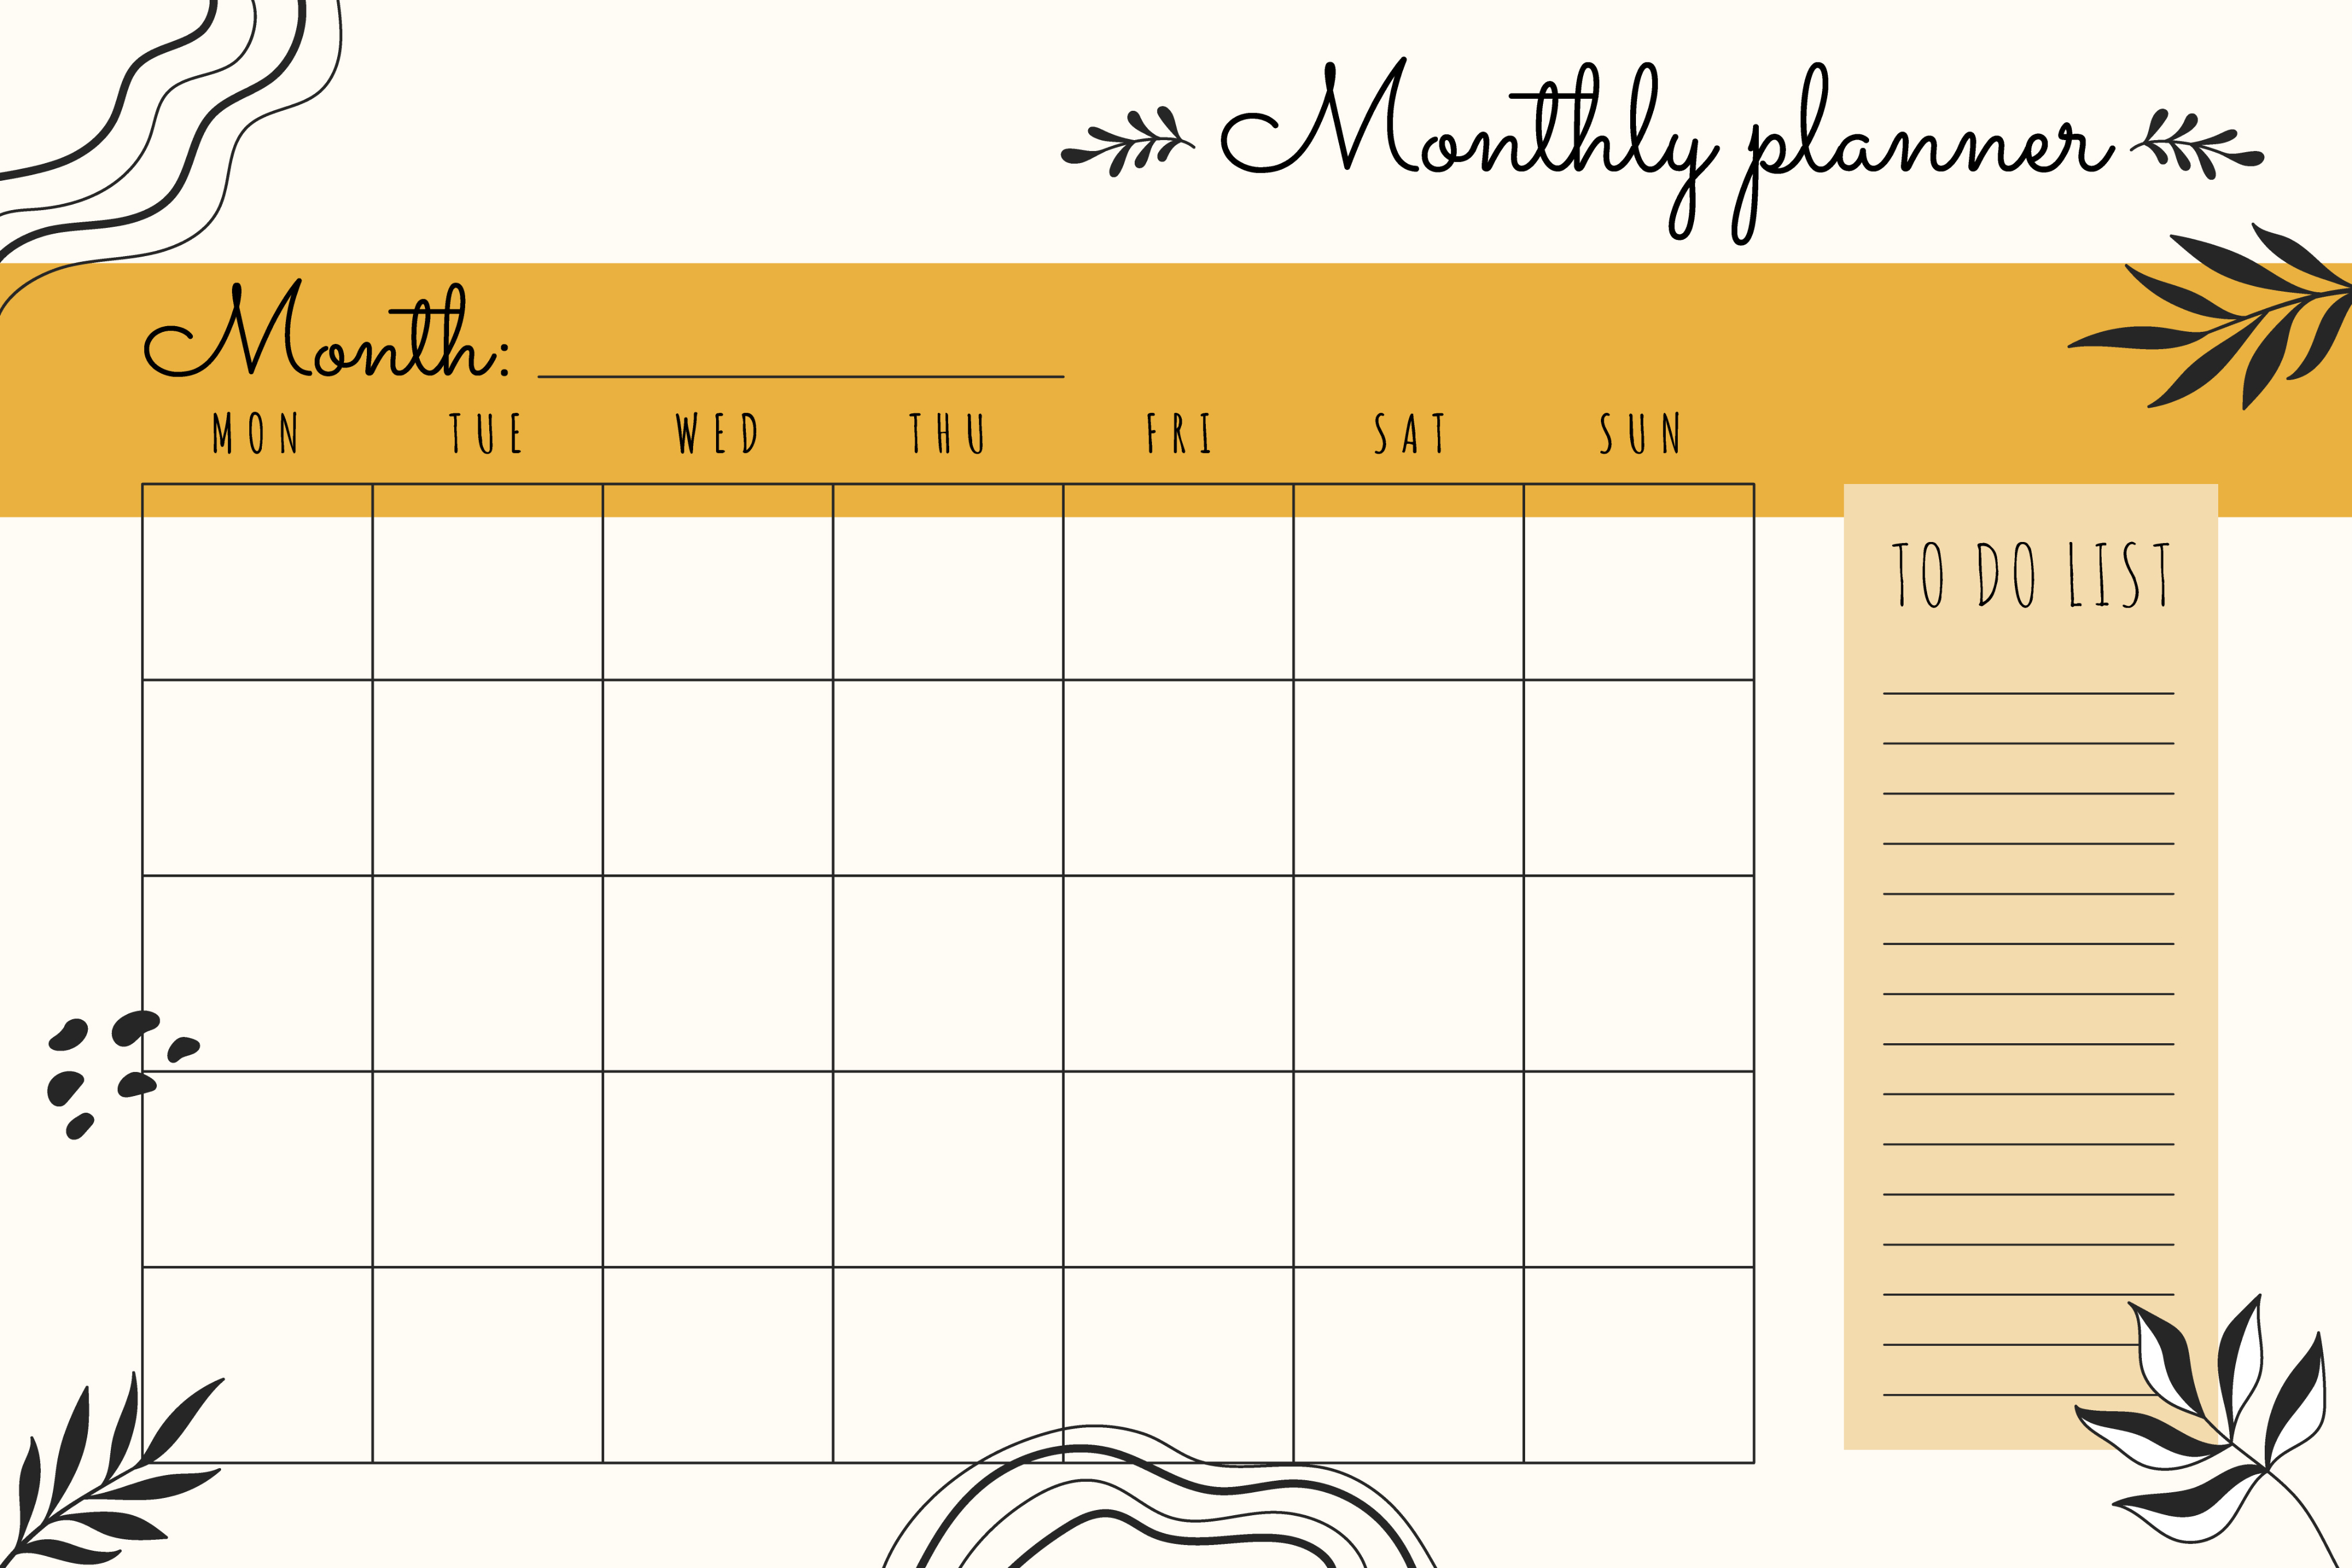 Monthly planner
Month:
MON TUE WED THU FRI SAT SUN
TO DO LIST